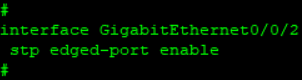 #
interface GigabitEthernet0/0/2
 stp edged-port enable
#